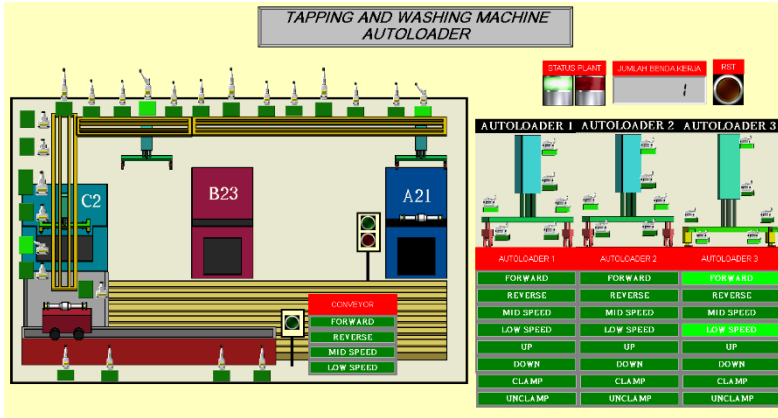 TAPPING AND WASHING MACHINE
AUTOLOADER
STATUS PLANT
JUMLAH BENDA KERJA
RST
1
AUTOLOADER 1
AUTOLOADER 2
AUTOLOADER 3
C2
B23
A21
CONVEYOR
FORWARD
REVERSE
MID SPEED
LOW SPEED
AUTOLOADER 1
AUTOLOADER 2
AUTOLOADER 3
FORWARD
FORWARD
FORWARD
REVERSE
REVERSE
REVERSE
MID SPEED
MID SPEED
MID SPEED
LOW SPEED
LOW SPEED
LOW SPEED
UP
UP
UP
DOWN
DOWN
DOWN
CLAMP
CLAMP
CLAMP
UNCLAMP
UNCLAMP
UNCLAMP